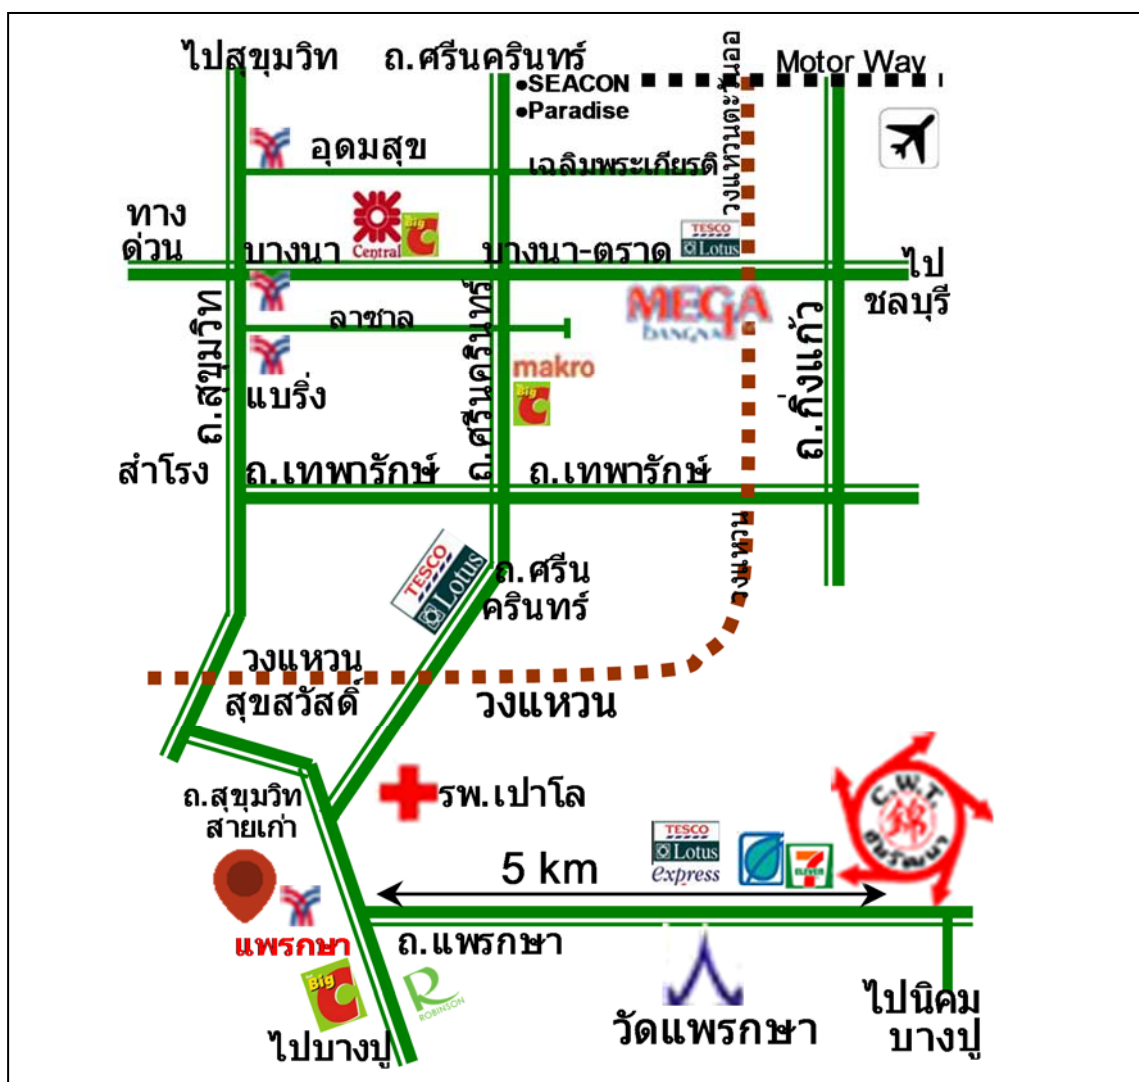 ไปสุขุมวิท
ถ.ศรีนครินทร์
วงแหวนตะวันออ
Motor Way
•SEACON
•Paradise
อุดมสุข
เฉลิมพระเกียรติ
ทาง
ด่วน
Central
Big C
บางนา
บางนา-ตราด
TESCO
Lotus
ไป
ชลบุรี
MEGA
BANGNA
ถ.สุขุมวิท
ลาซาล
ถ.ศรีนครินทร์
makro
Big C
ถ.กิ่งแก้ว
แบริ่ง
สำโรง
ถ.เทพารักษ์
ถ.เทพารักษ์
วงแหวน
TESCO
Lotus
ถ.ศรีน
ครินทร์
วงแหวน
สุขสวัสดิ์
วงแหวน
ถ.สุขุมวิท
สายเก่า
รพ.เปาโล
C.W.T.
錦
TESCO
Lotus
express
7
ELEVEN
5 km
แพรกษา
ถ.แพรกษา
Big C
R
ROBINSON
ไปบางปู
วัดแพรกษา
ไปนิคม
บางปู